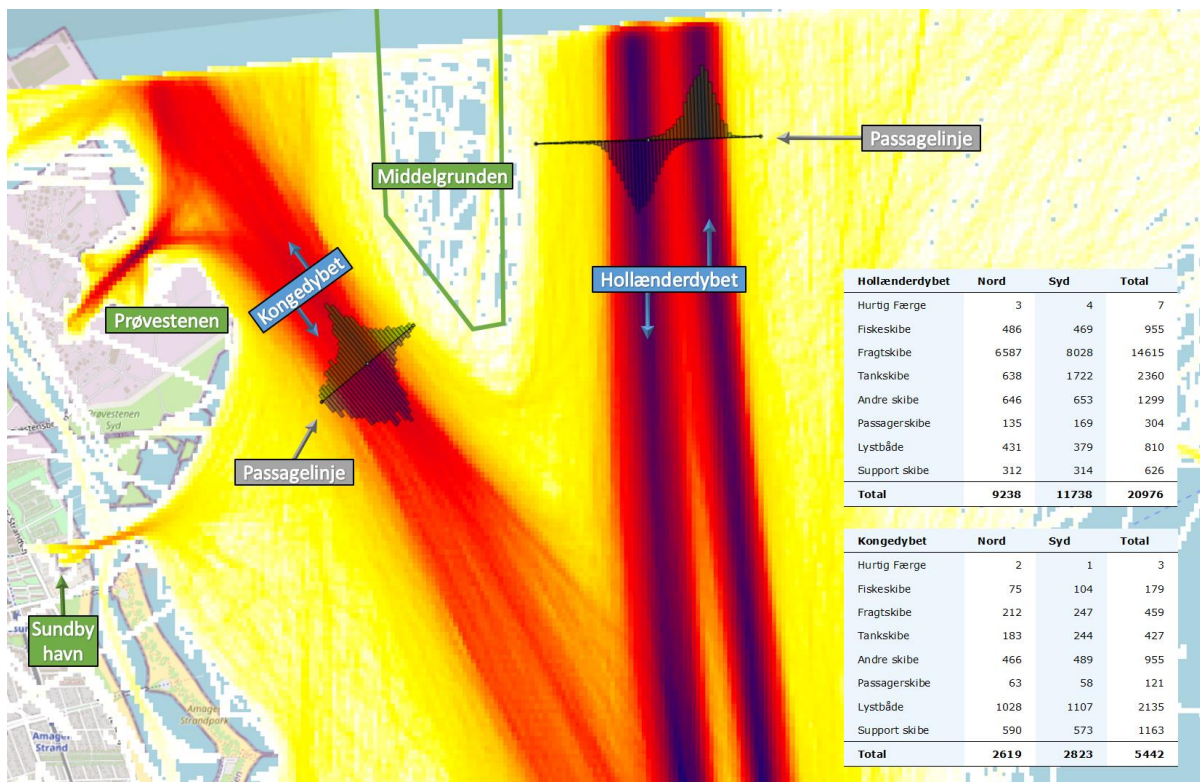 Passagelinje
Middelgrunden
Hollænderdybet
Kongedybet
Prøvestenen
Prøvestenen
Syd
Passagelinje
Sundby
havn
Amager
Strandpark
Amager
Strand
Hollænderdybet Nord Syd Total
Hurtig Færge 3 4 7
Fiskeskibe 486 469 955
Fragtskibe 6587 8028 14615
Tankskibe 638 1722 2360
Andre skibe 646 653 1299
Passagerskibe 135 169 304
Lystbåde 431 379 810
Support skibe 312 314 626
Total 9238 11738 20976
Kongedybet Nord Syd Total
Hurtig Færge 2 1 3
Fiskeskibe 75 104 179
Fragtskibe 212 247 459
Tankskibe 183 244 427
Andre skibe 466 489 955
Passagerskibe 63 58 121
Lystbåde 1028 1107 2135
Support skibe 590 573 1163
Total 2619 2823 5442